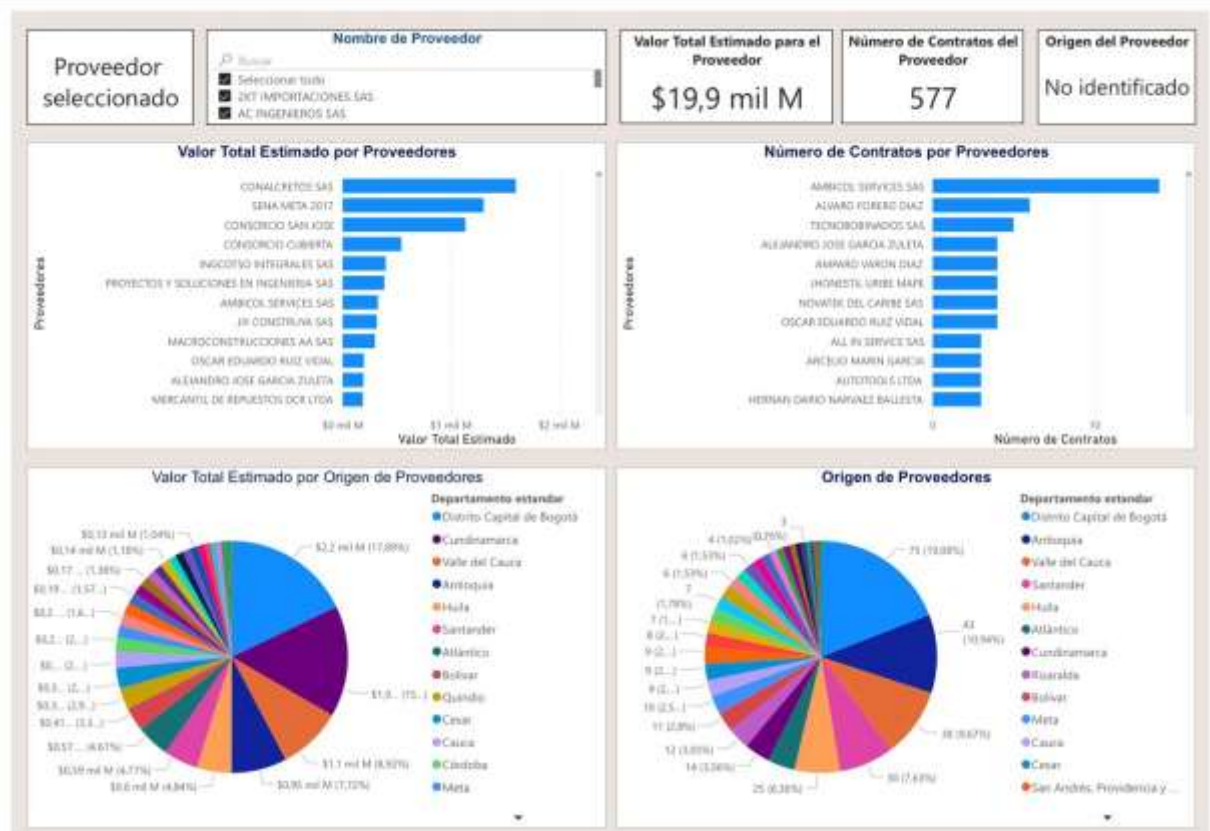 Proveedor
seleccionado
Nombre de Proveedor
Buscar
Seleccionar todo
2KT IMPORTACIONES SAS
AC INGENIEROS SAS
Valor Total Estimado para el
Proveedor
$19,9 mil M
Número de Contratos del
Proveedor
577
Origen del Proveedor
No identificado
Valor Total Estimado por Proveedores
Proveedores
CONALCRETOS SAS
SENA META 2017
CONSORCIO SAN JOSE
CONSORCIO CUBIERTA
INGCOTSO INTEGRALES SAS
PROYECTOS Y SOLUCIONES EN INGENIERIA SAS
AMBICOL SERVICES SAS
CONSTRUYA SAS
MACROCONSTRUCCIONES AA SAS
OSCAR EDUARDO RUIZ VIDAL
ALEJANDRO JOSE GARCIA ZULETA
MERCANTIL DE REPUESTOS DCR LTDA
$0 mil M
$1 mil M
$2 mil M
Valor Total Estimado
Número de Contratos por Proveedores
Proveedores
AMBICOL SERVICES SAS
ALVARO FORERO DIAZ
TECNOBOBINADOS SAS
ALEJANDRO JOSE GARCIA ZULETA
AMPARO VARON DIAZ
JHONESTIL URIBE MAPE
NOVATEK DEL CARIBE SAS
OSCAR EDUARDO RUIZ VIDAL
ALL IN SERVICE SAS
ARCELIO MARIN GARCIA
AUTOTOOLS LTDA
HERNAN DARIO NARVAEZ BALLESTA
0
10
Número de Contratos
Valor Total Estimado por Origen de Proveedores
$0,13 mil M (1,04%)
$0,14 mil M (1,10%)
$0,59 mil M (4,77%)
$0,6 mil M (4,84%)
$0,95 mil M (7,72%)
$1,1 mil M (8,92%)
$2,2 mil M (17,89%)
Departamento estandar
Distrito Capital de Bogotá
Cundinamarca
Valle del Cauca
Antioquia
Huila
Santander
Atlántico
Bolívar
Quindío
Cesar
Cauca
Córdoba
Meta
Origen de Proveedores
3
(0,76%)
4 (1,02%)
6 (1,53%)
6 (1,53%)
7
(1,78%)
11 (2,8%)
12 (3,05%)
14 (3,56%)
25 (6,36%)
30 (7,63%)
38 (9,67%)
43
(10,94%)
75 (19,08%)
Departamento estandar
Distrito Capital de Bogotá
Antioquia
Valle del Cauca
Santander
Huila
Atlántico
Cundinamarca
Risaralda
Bolívar
Meta
Cauca
Cesar
San Andrés, Providencia y ...